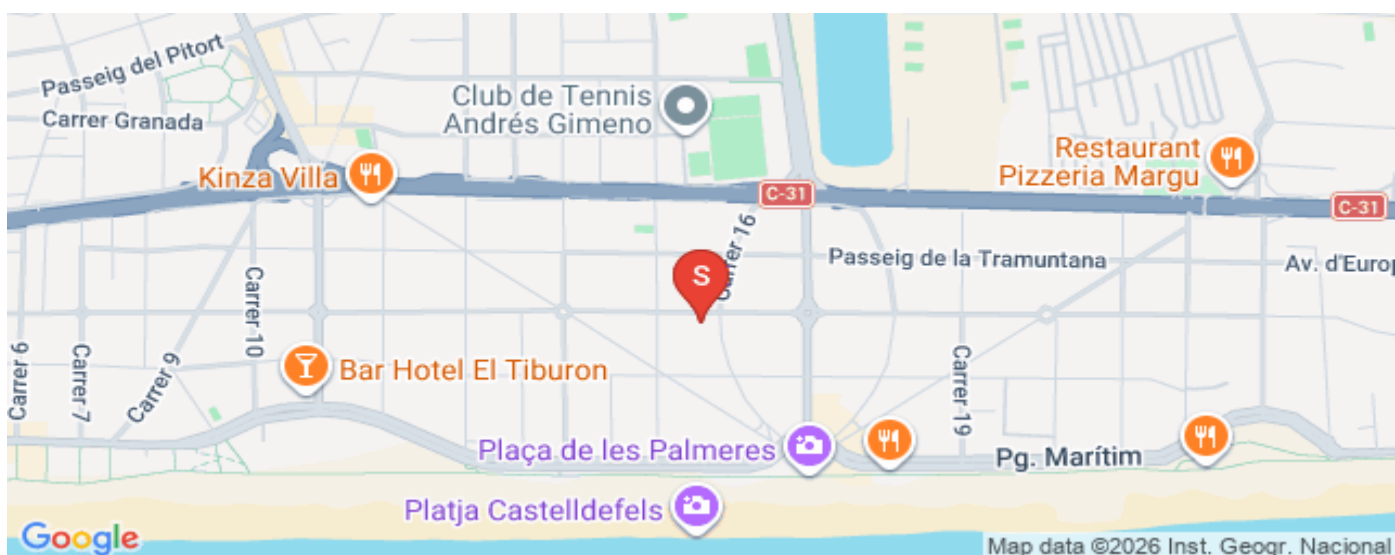 Passeig del Pitort
Carrer Granada
Club de Tennis
Andrés Gimeno
Kinza Villa
C-31
Restaurant
Pizzeria Margu
C-31
Carrer 16
Passeig de la Tramuntana
Av. d'Europ
S
Carrer 10
Carrer 6
Carrer 7
Carrer 9
Bar Hotel El Tiburon
Carrer 19
Plaça de les Palmeres
Pg. Marítim
Platja Castelldefels
Google
Map data ©2026 Inst. Geogr. Nacional